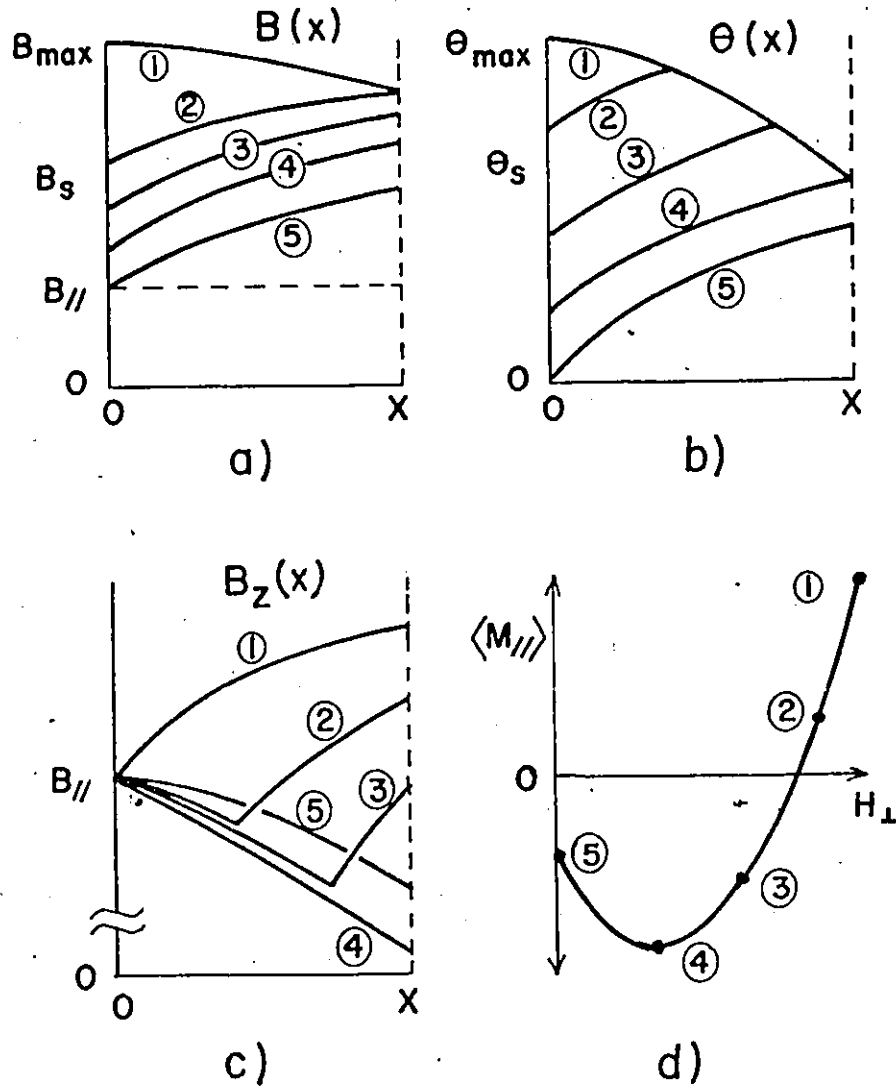 B(x)
Bmax
①
②
③
Bs
④
⑤
B//
0
0
X
a)
θ(x)
θmax
①
②
③
θs
④
⑤
0
0
X
b)
Bz(x)
①
②
B//
③
⑤
④
0
0
X
c)
①
⟨M//⟩
②
0
H⊥
⑤
③
④
d)